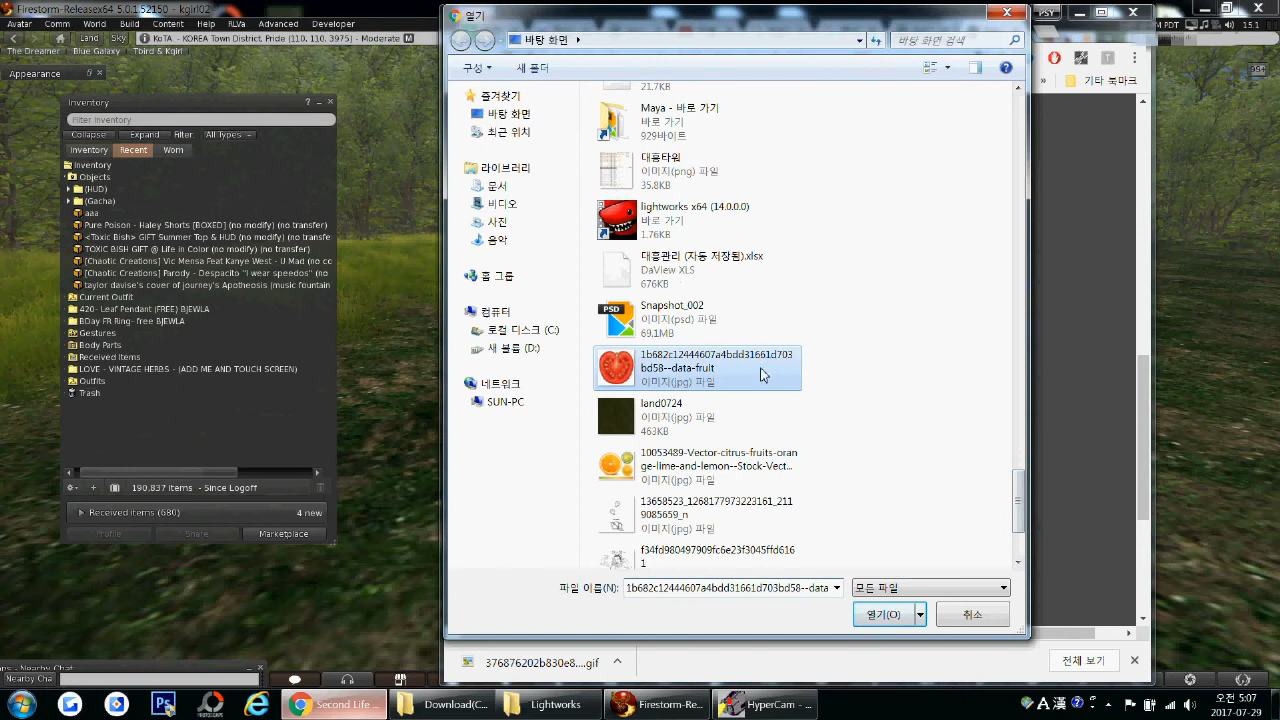 Firestorm-Releasex64 5.0.1.52150 - kgirl02
Avatar Comm World Build Content Help RLVa Advanced Developer
Land Sky KoTA - KOREA Town District, Pride (110, 110, 3975) - Moderate M
The Dreamer Blue Galaxy Tbird & Kgirl
Appearance
Inventory
Filter Inventory
Collapse Expand Filter All Types
Inventory Recent Worn
Inventory
Objects
(HUD)
(Gacha)
aaa
Pure Poison - Haley Shorts [BOXED] (no modify) (no transfer)
<Toxic Bish> GIFT Summer Top & HUD (no modify) (no transfe
TOXIC BISH GIFT @ Life in Color (no modify) (no transfer)
[Chaotic Creations] Vic Mensa Feat Kanye West - U Mad (no cc
[Chaotic Creations] Parody - Despacito "I wear speedos" (no m
taylor davise's cover of journey's Apotheosis (music fountain
Current Outfit
420- Leaf Pendant (FREE) BJEWLA
BDay FR Ring- free BJEWLA
Gestures
Body Parts
Received Items
LOVE - VINTAGE HERBS - (ADD ME AND TOUCH SCREEN)
Outfits
Trash
190,837 Items - Since Logoff
Received items (680) 4 new
Profile Share Marketplace
Nearby Chat
Nearby Cha
열기
바탕 화면
바탕 화면 검색
구성 새 폴더
즐겨찾기
바탕 화면
최근 위치
라이브러리
문서
비디오
사진
음악
홈 그룹
컴퓨터
로컬 디스크 (C:)
새 볼륨 (D:)
네트워크
SUN-PC
21.7KB
Maya - 바로 가기
바로 가기
929바이트
대흥타워
이미지(png) 파일
35.8KB
lightworks x64 (14.0.0.0)
바로 가기
1.76KB
대흥관리 (자동 저장됨).xlsx
DaView XLS
676KB
PSD
Snapshot_002
이미지(psd) 파일
69.1MB
1b682c12444607a4bdd31661d703
bd58--data-fruit
이미지(jpg) 파일
land0724
이미지(jpg) 파일
463KB
10053489-Vector-citrus-fruits-oran
ge-lime-and-lemon--Stock-Vect...
이미지(jpg) 파일
13658523_1268177973223161_211
9085659_n
이미지(jpg) 파일
f34fd980497909fc6e23f3045ffd616
1
파일 이름(N): 1b682c12444607a4bdd31661d703bd58--data 모든 파일
열기(O) 취소
PSY
PM PDT 15.1
99+
» 기타 북마크
376876202b830e8....gif
전체 보기
Second Life ... Download(C... Lightworks Firestorm-Re... HyperCam - ...
A 漢
오전 5:07
2017-07-29